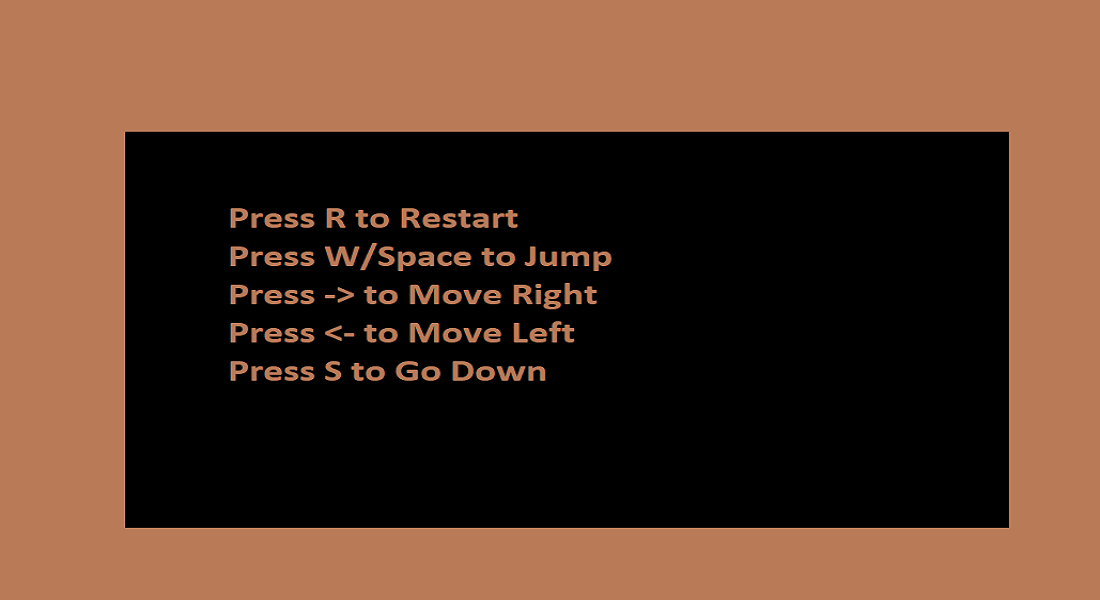 Press R to Restart
Press W/Space to Jump
Press -> to Move Right
Press <- to Move Left
Press S to Go Down